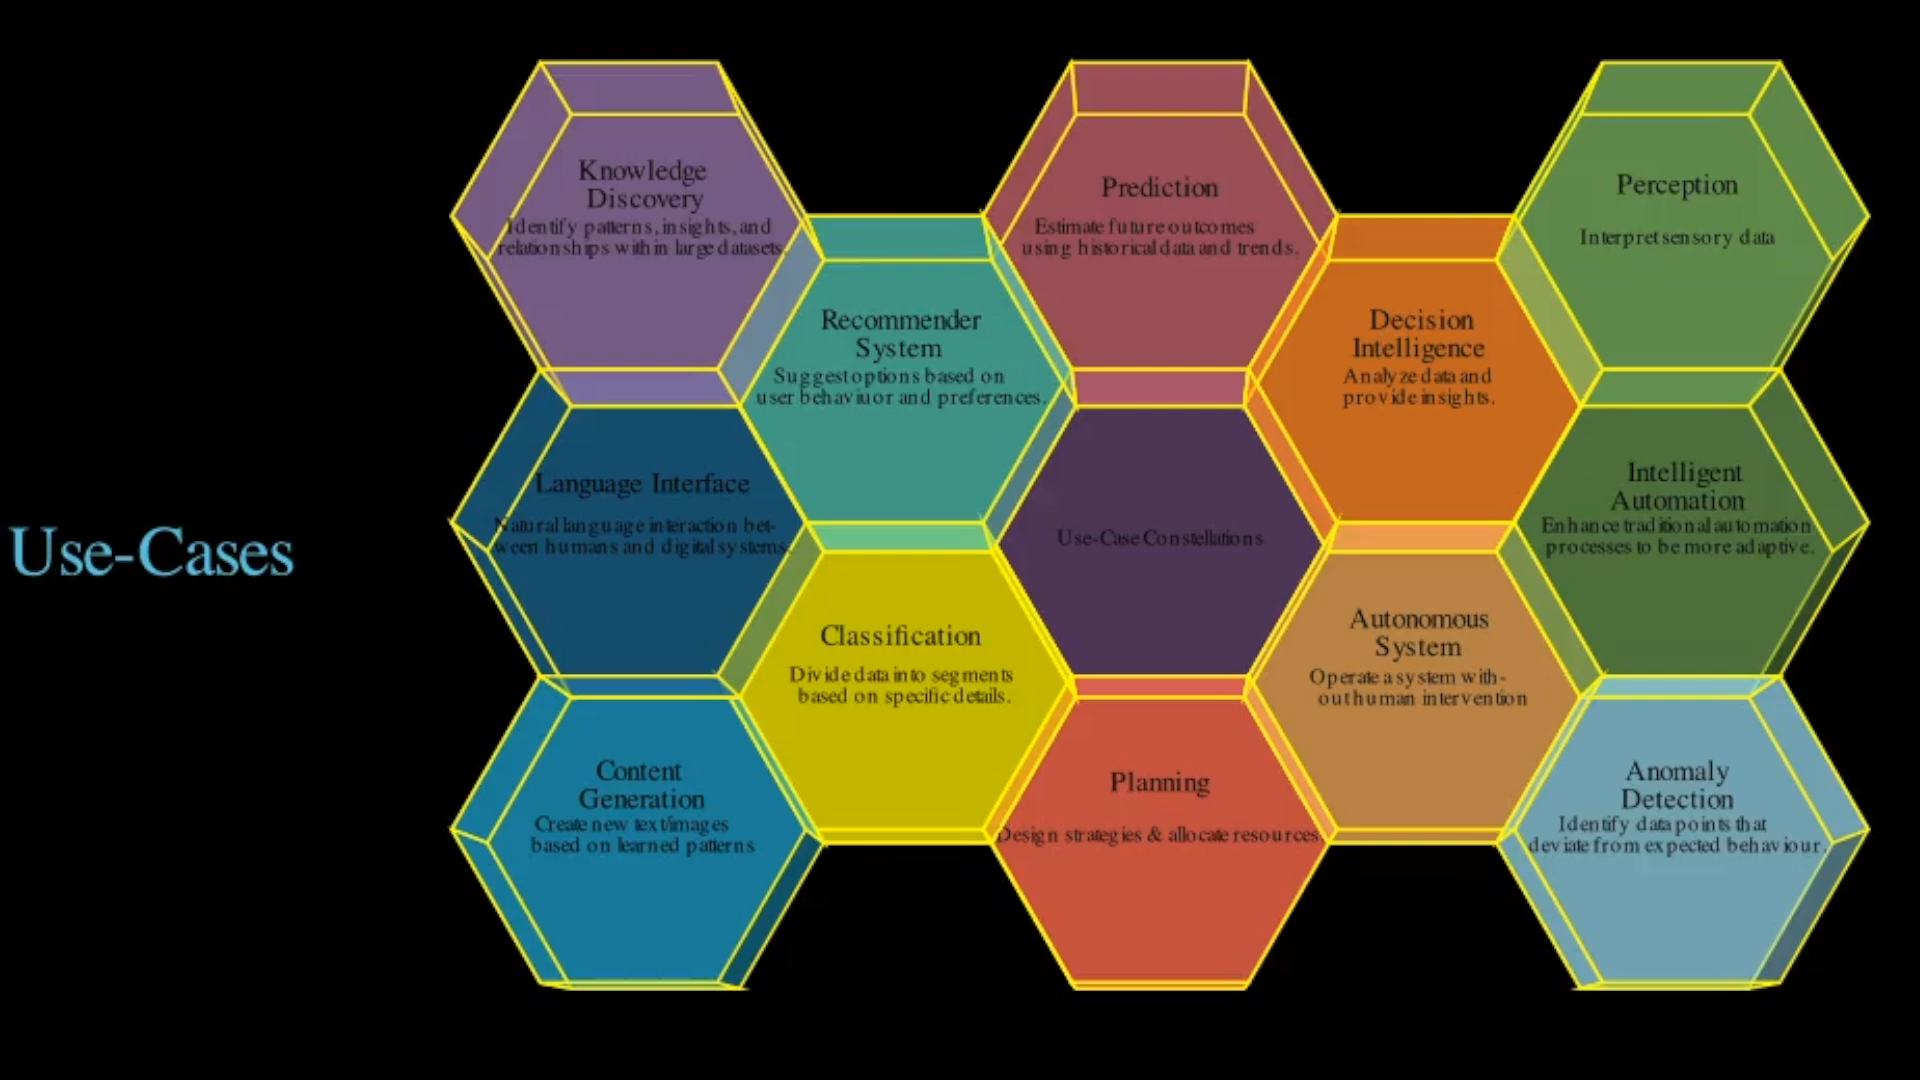 Use-Cases
Knowledge
Discovery
Identify patterns, insights, and
relationships within large datasets.
Prediction
Estimate future outcomes
using historical data and trends.
Perception
Interpret sensory data
Recommender
System
Suggest options based on
user behaviuor and preferences.
Decision
Intelligence
Analyze data and
provide insights.
Language Interface
Natural language interaction bet-
ween humans and digital systems.
Use-Case Constellations
Intelligent
Automation
Enhance traditional automation
processes to be more adaptive.
Classification
Divide data into segments
based on specific details.
Autonomous
System
Operate a system with-
out human intervention
Content
Generation
Create new text/images
based on learned patterns
Planning
Design strategies & allocate resources.
Anomaly
Detection
Identify data points that
deviate from expected behaviour.